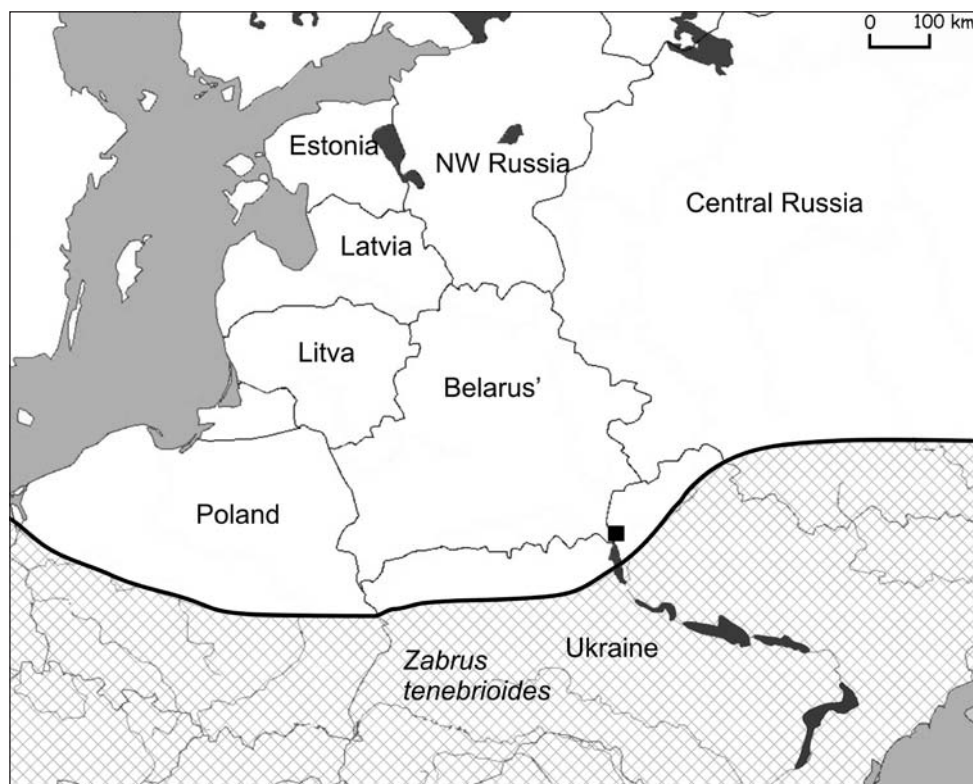 0 100 km
Estonia
NW Russia
Central Russia
Latvia
Litva
Belarus’
Poland
Ukraine
Zabrus
tenebrioides